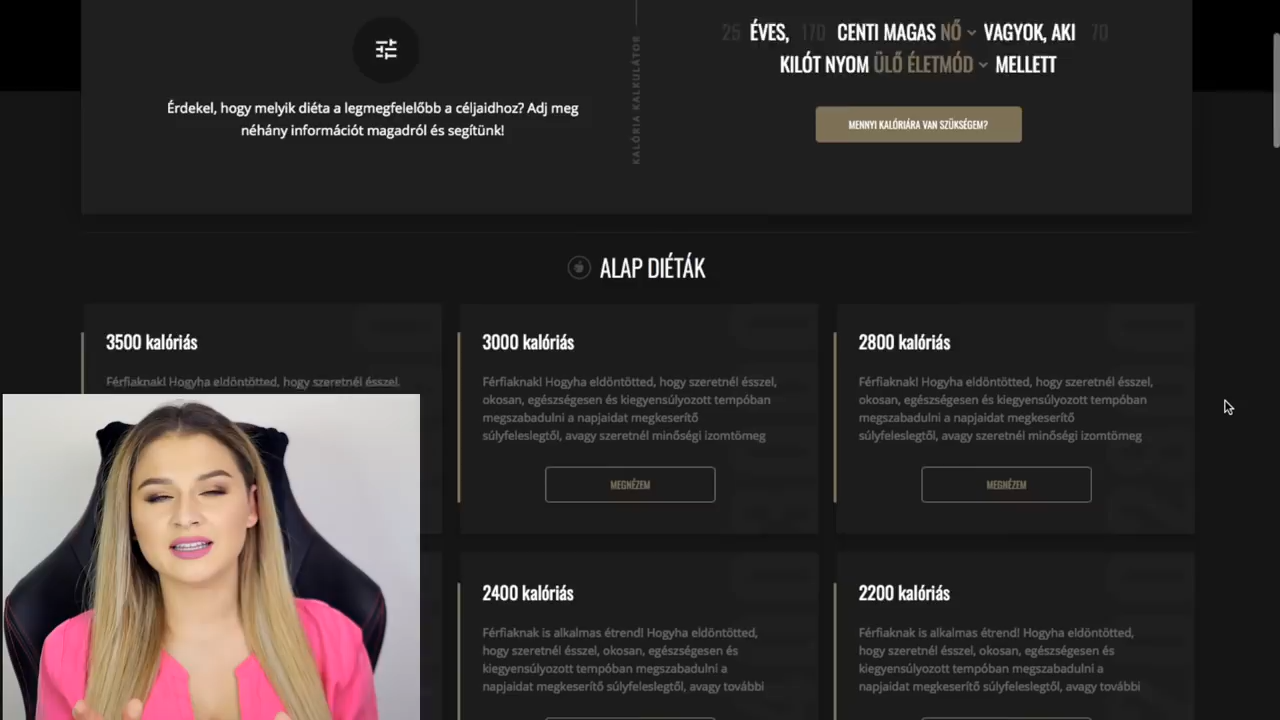 25 ÉVES, 170 CENTI MAGAS NŐ VAGYOK, AKI 70
KILÓT NYOM ÜLŐ ÉLETMÓD MELLETT
KALÓRIA KALKULÁTOR
Érdekel, hogy melyik diéta a legmegfelelőbb a céljaidhoz? Adj meg
néhány információt magadról és segítünk!
MENNYI KALÓRIÁRA VAN SZÜKSÉGEM?
ALAP DIÉTÁK
3500 kalóriás
Férfiaknak! Hogyha eldöntötted, hogy szeretnél ésszel,
3000 kalóriás
Férfiaknak! Hogyha eldöntötted, hogy szeretnél ésszel,
okosan, egészségesen és kiegyensúlyozott tempóban
megszabadulni a napjaidat megkeserítő
súlyfeleslegtől, avagy szeretnél minőségi izomtömeg
MEGNÉZEM
2800 kalóriás
Férfiaknak! Hogyha eldöntötted, hogy szeretnél ésszel,
okosan, egészségesen és kiegyensúlyozott tempóban
megszabadulni a napjaidat megkeserítő
súlyfeleslegtől, avagy szeretnél minőségi izomtömeg
MEGNÉZEM
2400 kalóriás
Férfiaknak is alkalmas étrend! Hogyha eldöntötted,
hogy szeretnél ésszel, okosan, egészségesen és
kiegyensúlyozott tempóban megszabadulni a
napjaidat megkeserítő súlyfeleslegtől, avagy további
2200 kalóriás
Férfiaknak is alkalmas étrend! Hogyha eldöntötted,
hogy szeretnél ésszel, okosan, egészségesen és
kiegyensúlyozott tempóban megszabadulni a
napjaidat megkeserítő súlyfeleslegtől, avagy további